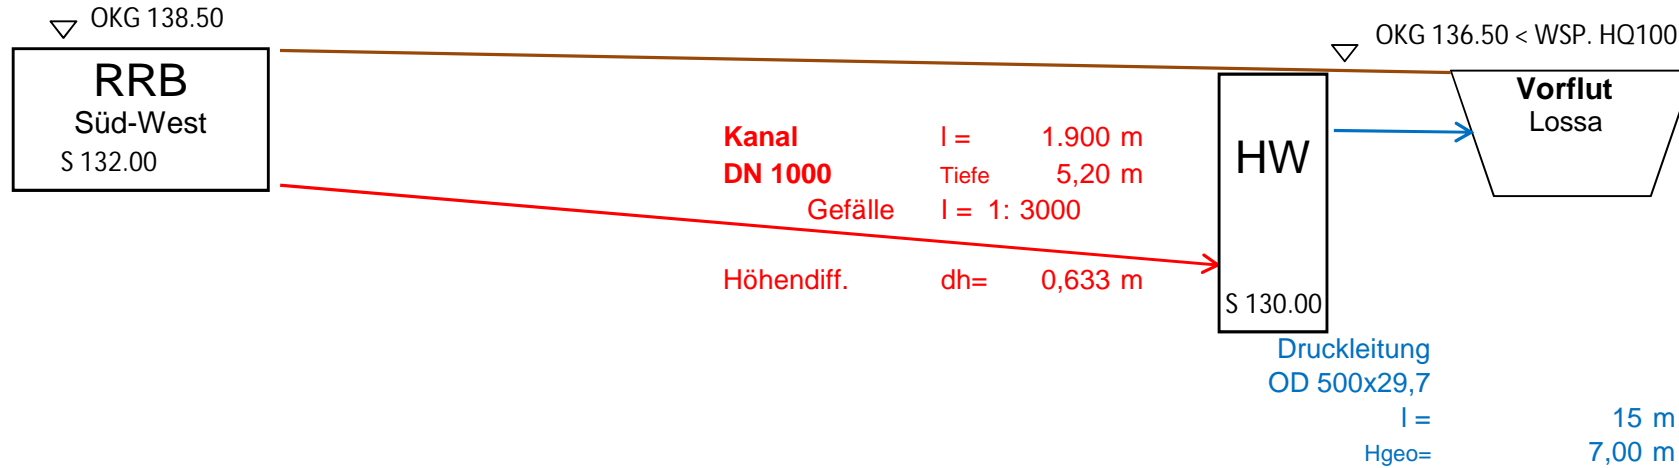 OKG 138.50
OKG 136.50 < WSP. HQ100
RRB
Süd-West
S 132.00
Vorflut
Lossa
Kanal l = 1.900 m
DN 1000 Tiefe 5,20 m
Gefälle I = 1: 3000
Höhendiff. dh= 0,633 m
HW
S 130.00
Druckleitung
OD 500x29,7
l = 15 m
Hgeo= 7,00 m